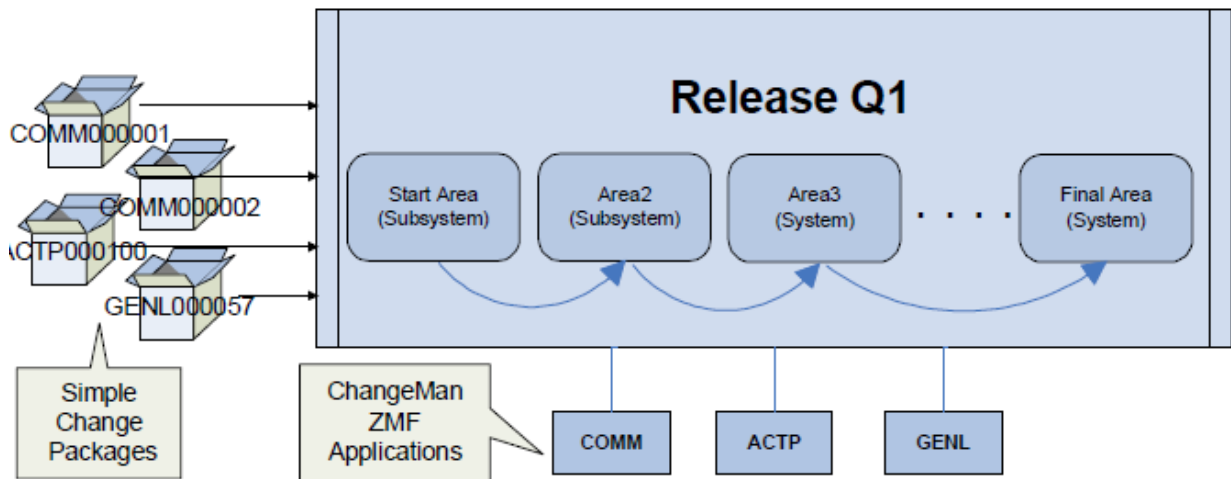 Release Q1
COMM000001
COMM000002
ACTP000100
GENL000057
Start Area
(Subsystem)
Area2
(Subsystem)
Area3
(System)
. . . .
Final Area
(System)
Simple
Change
Packages
ChangeMan
ZMF
Applications
COMM
ACTP
GENL